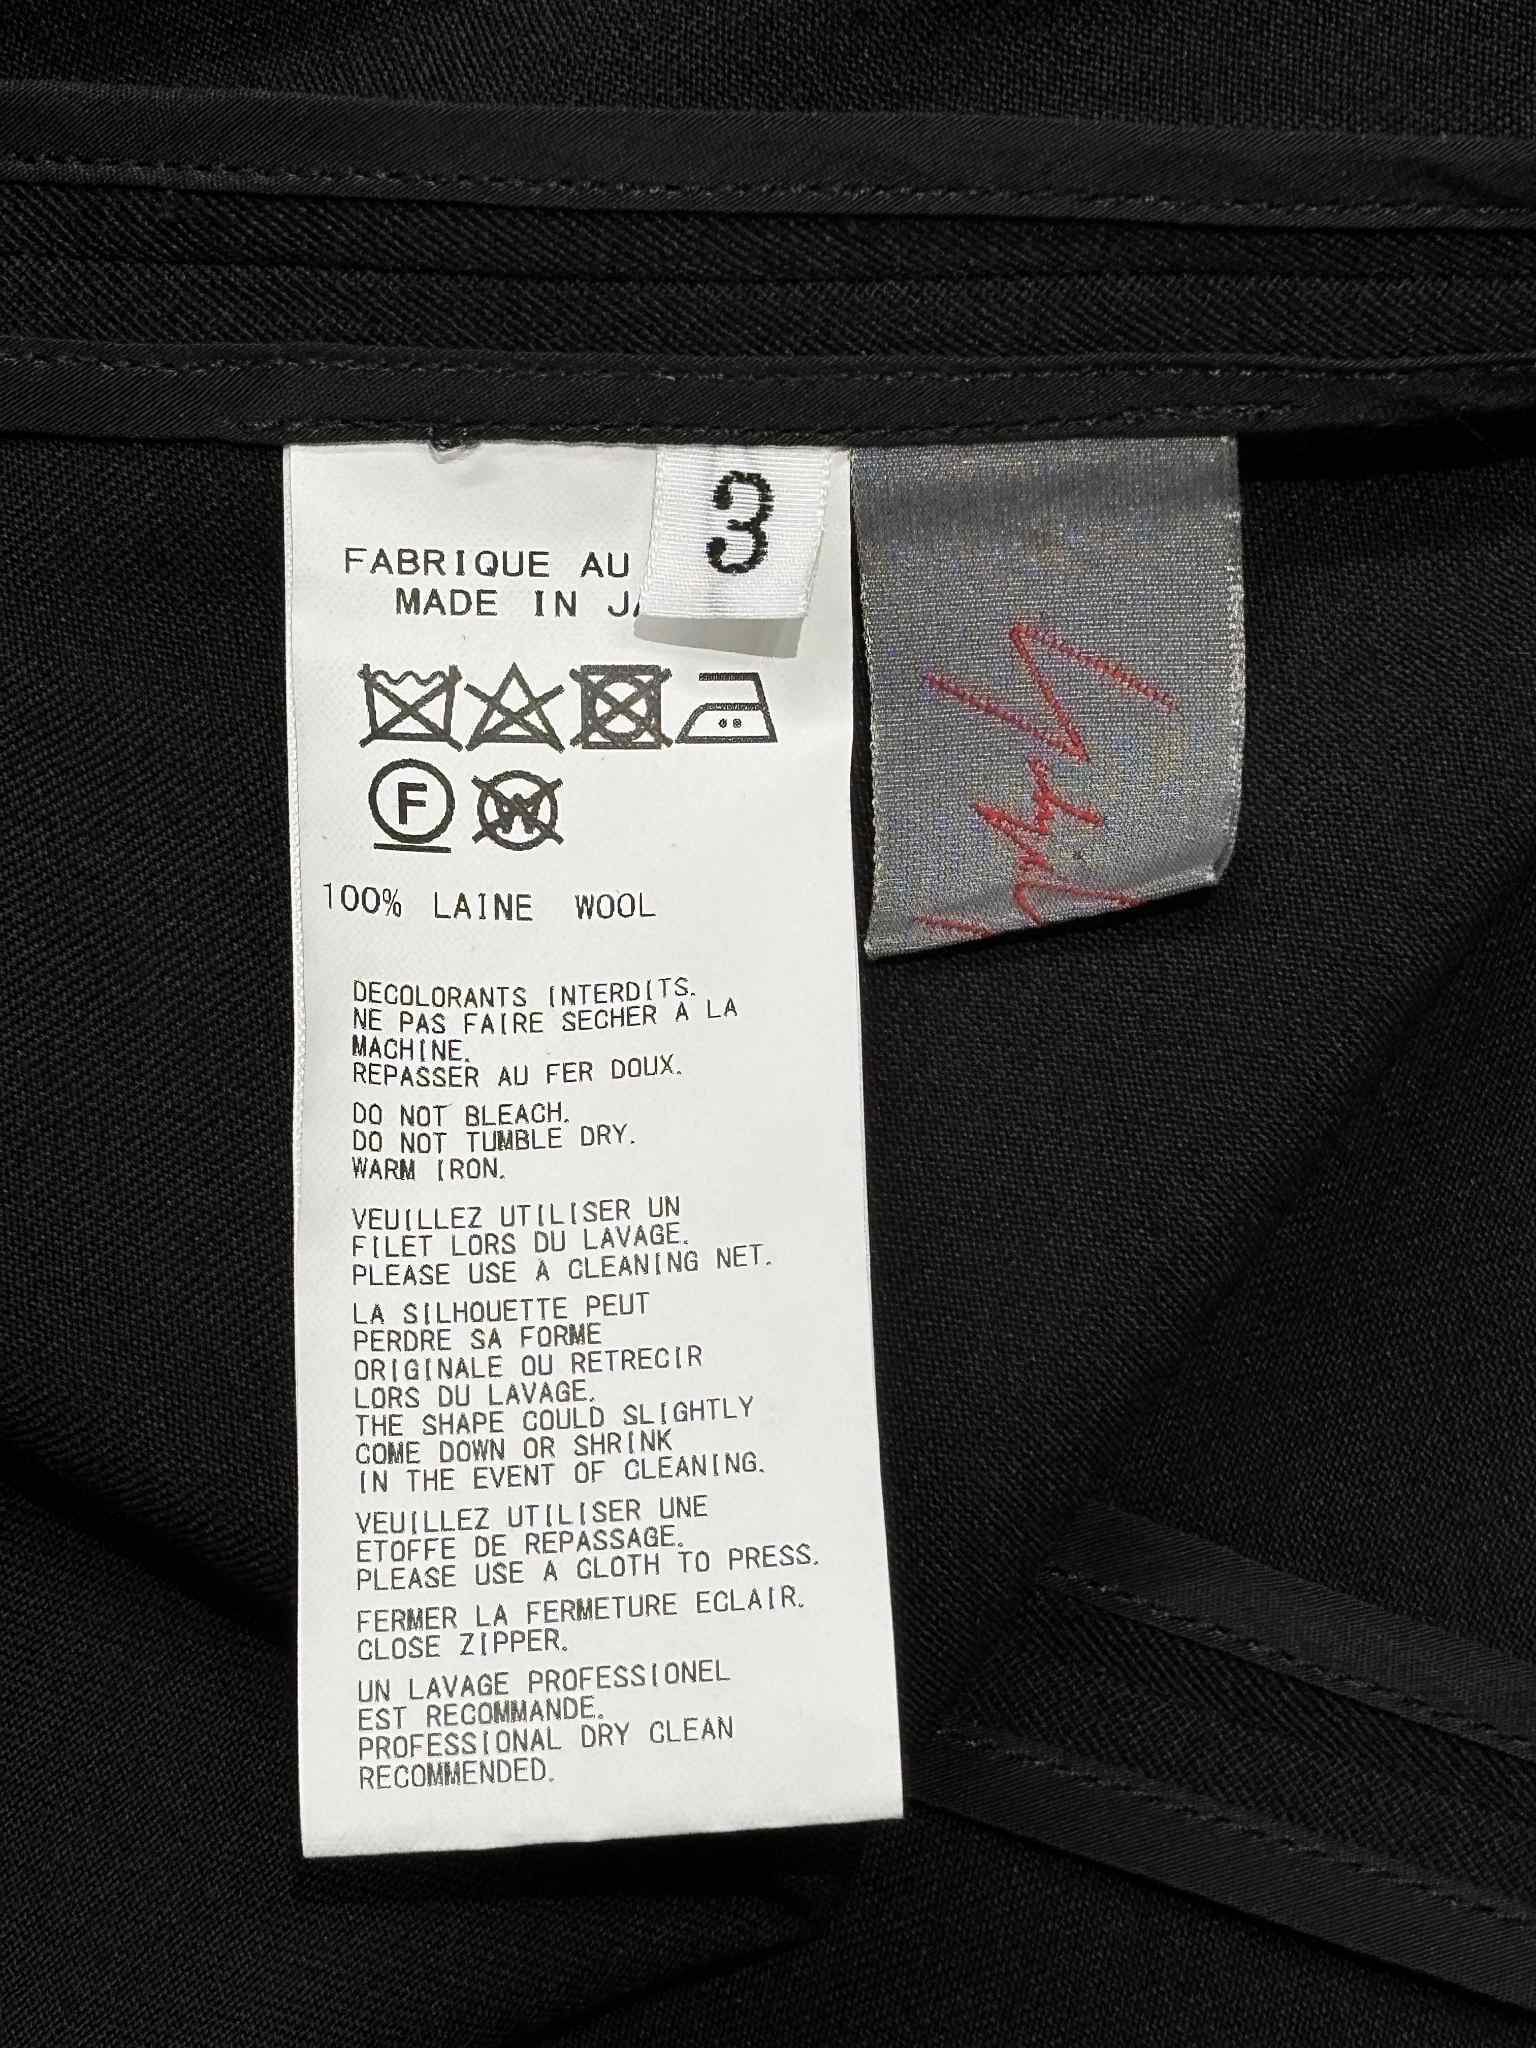 3
FABRIQUE AU
MADE IN JA
F
W
100% LAINE WOOL
DECOLORANTS INTERDITS.
NE PAS FAIRE SECHER A LA
MACHINE.
REPASSER AU FER DOUX.
DO NOT BLEACH.
DO NOT TUMBLE DRY.
WARM IRON.
VEUILLEZ UTILISER UN
FILET LORS DU LAVAGE.
PLEASE USE A CLEANING NET.
LA SILHOUETTE PEUT
PERDRE SA FORME
ORIGINALE OU RETRECIR
LORS DU LAVAGE.
THE SHAPE COULD SLIGHTLY
COME DOWN OR SHRINK
IN THE EVENT OF CLEANING.
VEUILLEZ UTILISER UNE
ETOFFE DE REPASSAGE.
PLEASE USE A CLOTH TO PRESS.
FERMER LA FERMETURE ECLAIR.
CLOSE ZIPPER.
UN LAVAGE PROFESSIONEL
EST RECOMMANDE.
PROFESSIONAL DRY CLEAN
RECOMMENDED.